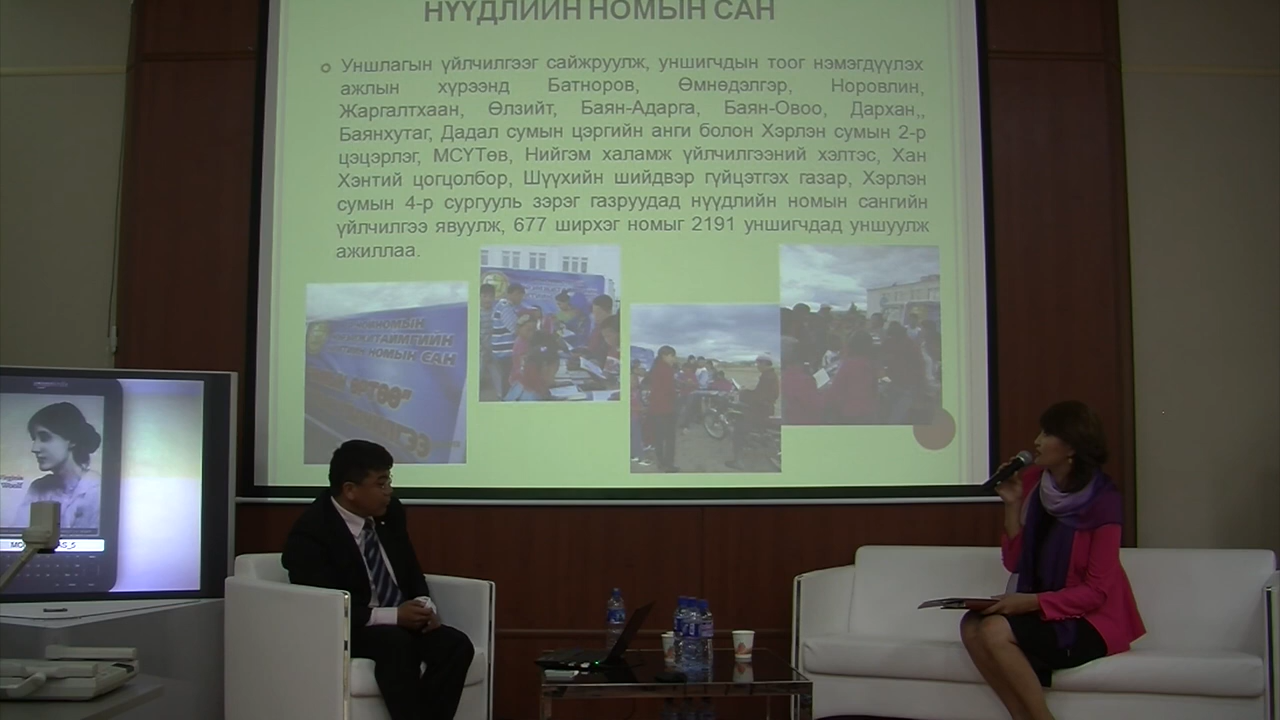 НҮҮДЛИЙН НОМЫН САН
Уншлагын үйлчилгээг сайжруулж, уншигчдын тоог нэмэгдүүлэх
ажлын хүрээнд Батноров, Өмнөдэлгэр, Норовлин,
Жаргалтхаан, Өлзийт, Баян-Адарга, Баян-Овоо, Дархан,,
Баянхутаг, Дадал сумын цэргийн анги болон Хэрлэн сумын 2-р
цэцэрлэг, МСҮТөв, Нийгэм халамж үйлчилгээний хэлтэс, Хан
Хэнтий цогцолбор, Шүүхийн шийдвэр гүйцэтгэх газар, Хэрлэн
сумын 4-р сургууль зэрэг газруудад нүүдлийн номын сангийн
үйлчилгээ явуулж, 677 ширхэг номыг 2191 уншигчдад уншуулж
ажиллаа.
НОМЫН САН
Virginia
Woolf